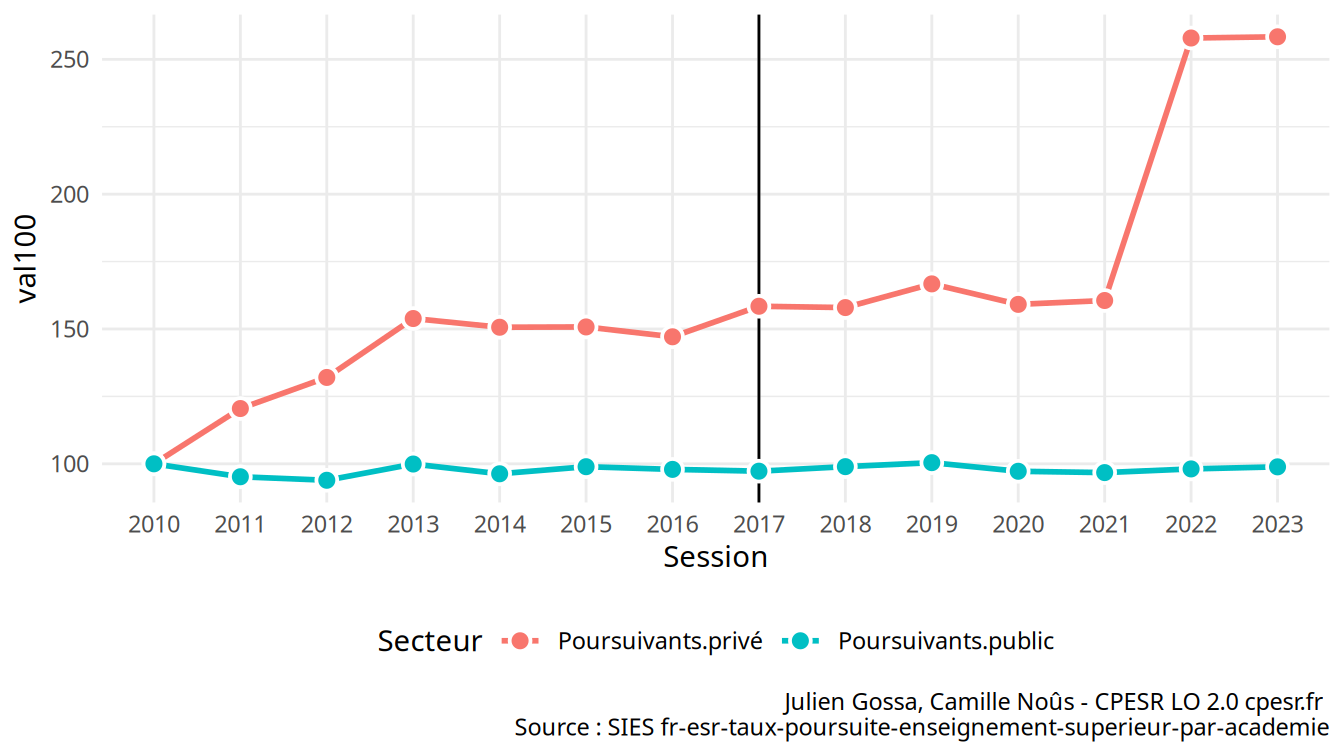 250
200
150
100
val100
2010 2011 2012 2013 2014 2015 2016 2017 2018 2019 2020 2021 2022 2023
Session
Secteur Poursuivants.privé Poursuivants.public
Julien Gossa, Camille Noûs - CPESR LO 2.0 cpesr.fr
Source : SIES fr-esr-taux-poursuite-enseignement-superieur-par-academie